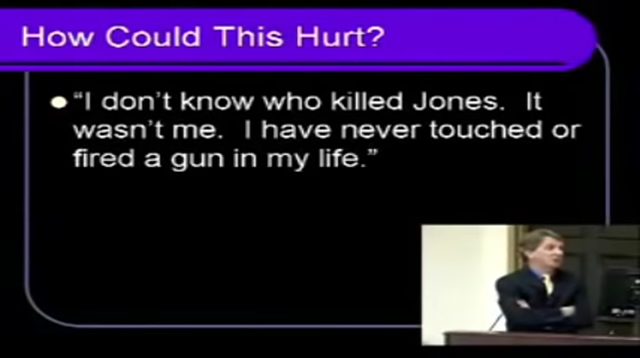 How Could This Hurt?
“I don’t know who killed Jones. It
wasn’t me. I have never touched or
fired a gun in my life.”